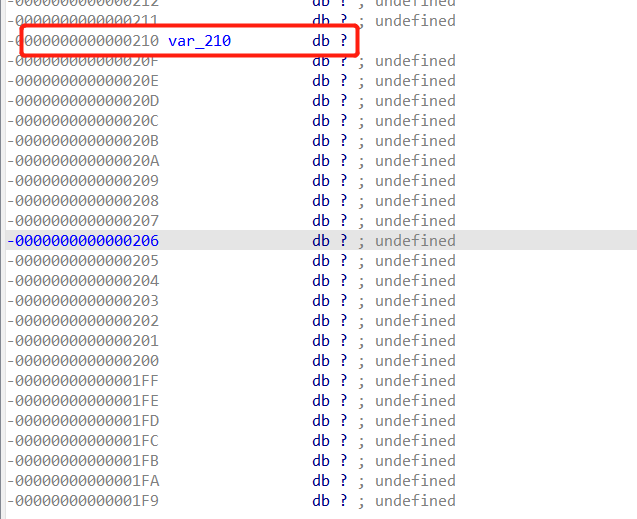 -0000000000000212 db ? ; undefined
-0000000000000211 db ? ; undefined
-0000000000000210 var_210 db ?
-000000000000020F db ? ; undefined
-000000000000020E db ? ; undefined
-000000000000020D db ? ; undefined
-000000000000020C db ? ; undefined
-000000000000020B db ? ; undefined
-000000000000020A db ? ; undefined
-0000000000000209 db ? ; undefined
-0000000000000208 db ? ; undefined
-0000000000000207 db ? ; undefined
-0000000000000206 db ? ; undefined
-0000000000000205 db ? ; undefined
-0000000000000204 db ? ; undefined
-0000000000000203 db ? ; undefined
-0000000000000202 db ? ; undefined
-0000000000000201 db ? ; undefined
-0000000000000200 db ? ; undefined
-00000000000001FF db ? ; undefined
-00000000000001FE db ? ; undefined
-00000000000001FD db ? ; undefined
-00000000000001FC db ? ; undefined
-00000000000001FB db ? ; undefined
-00000000000001FA db ? ; undefined
-00000000000001F9 db ? ; undefined